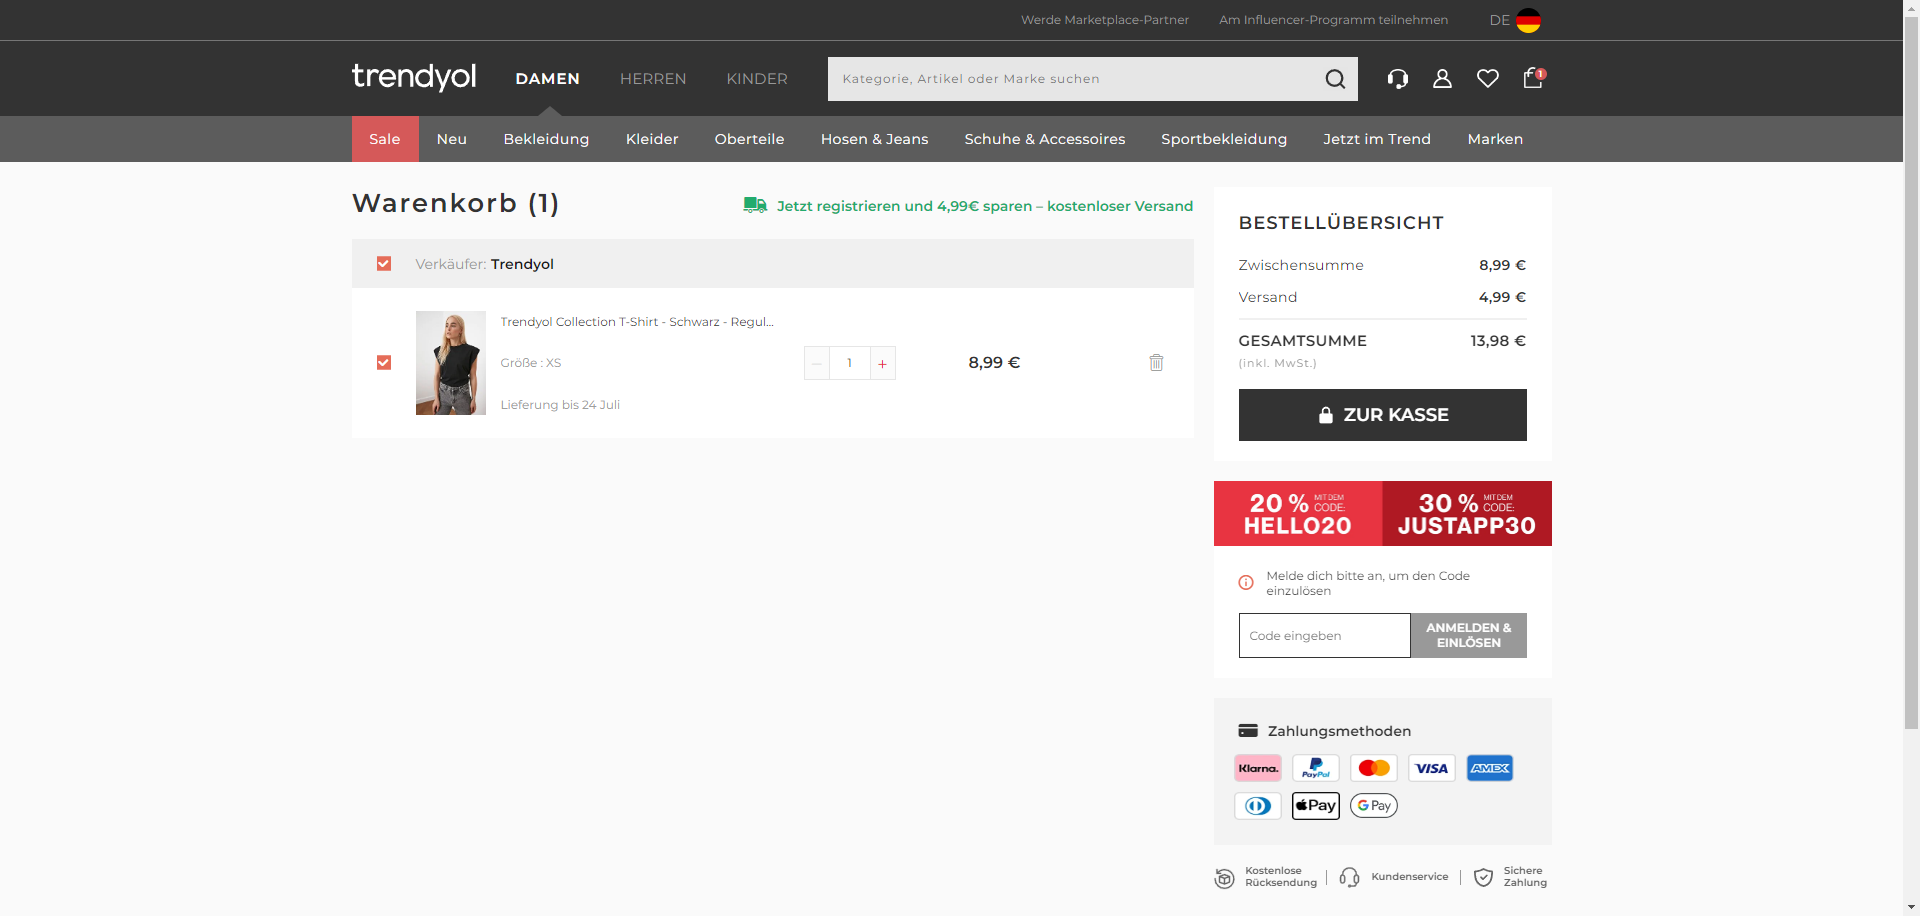 Werde Marketplace-Partner
Am Influencer-Programm teilnehmen
DE
trendyol
DAMEN
HERREN
KINDER
Kategorie, Artikel oder Marke suchen
1
Sale
Neu
Bekleidung
Kleider
Oberteile
Hosen & Jeans
Schuhe & Accessoires
Sportbekleidung
Jetzt im Trend
Marken
Warenkorb (1)
Jetzt registrieren und 4,99€ sparen – kostenloser Versand
Verkäufer: Trendyol
Trendyol Collection T-Shirt - Schwarz - Regul...
Größe : XS
Lieferung bis 24 Juli
− 1 +
8,99 €
BESTELLÜBERSICHT
Zwischensumme 8,99 €
Versand 4,99 €
GESAMTSUMME 13,98 €
(inkl. MwSt.)
ZUR KASSE
20 % MIT DEM CODE:
HELLO20
30 % MIT DEM CODE:
JUSTAPP30
Melde dich bitte an, um den Code
einzulösen
Code eingeben
ANMELDEN &
EINLÖSEN
Zahlungsmethoden
Klarna.
PayPal
VISA
AMEX
Pay
G Pay
Kostenlose
Rücksendung
Kundenservice
Sichere
Zahlung